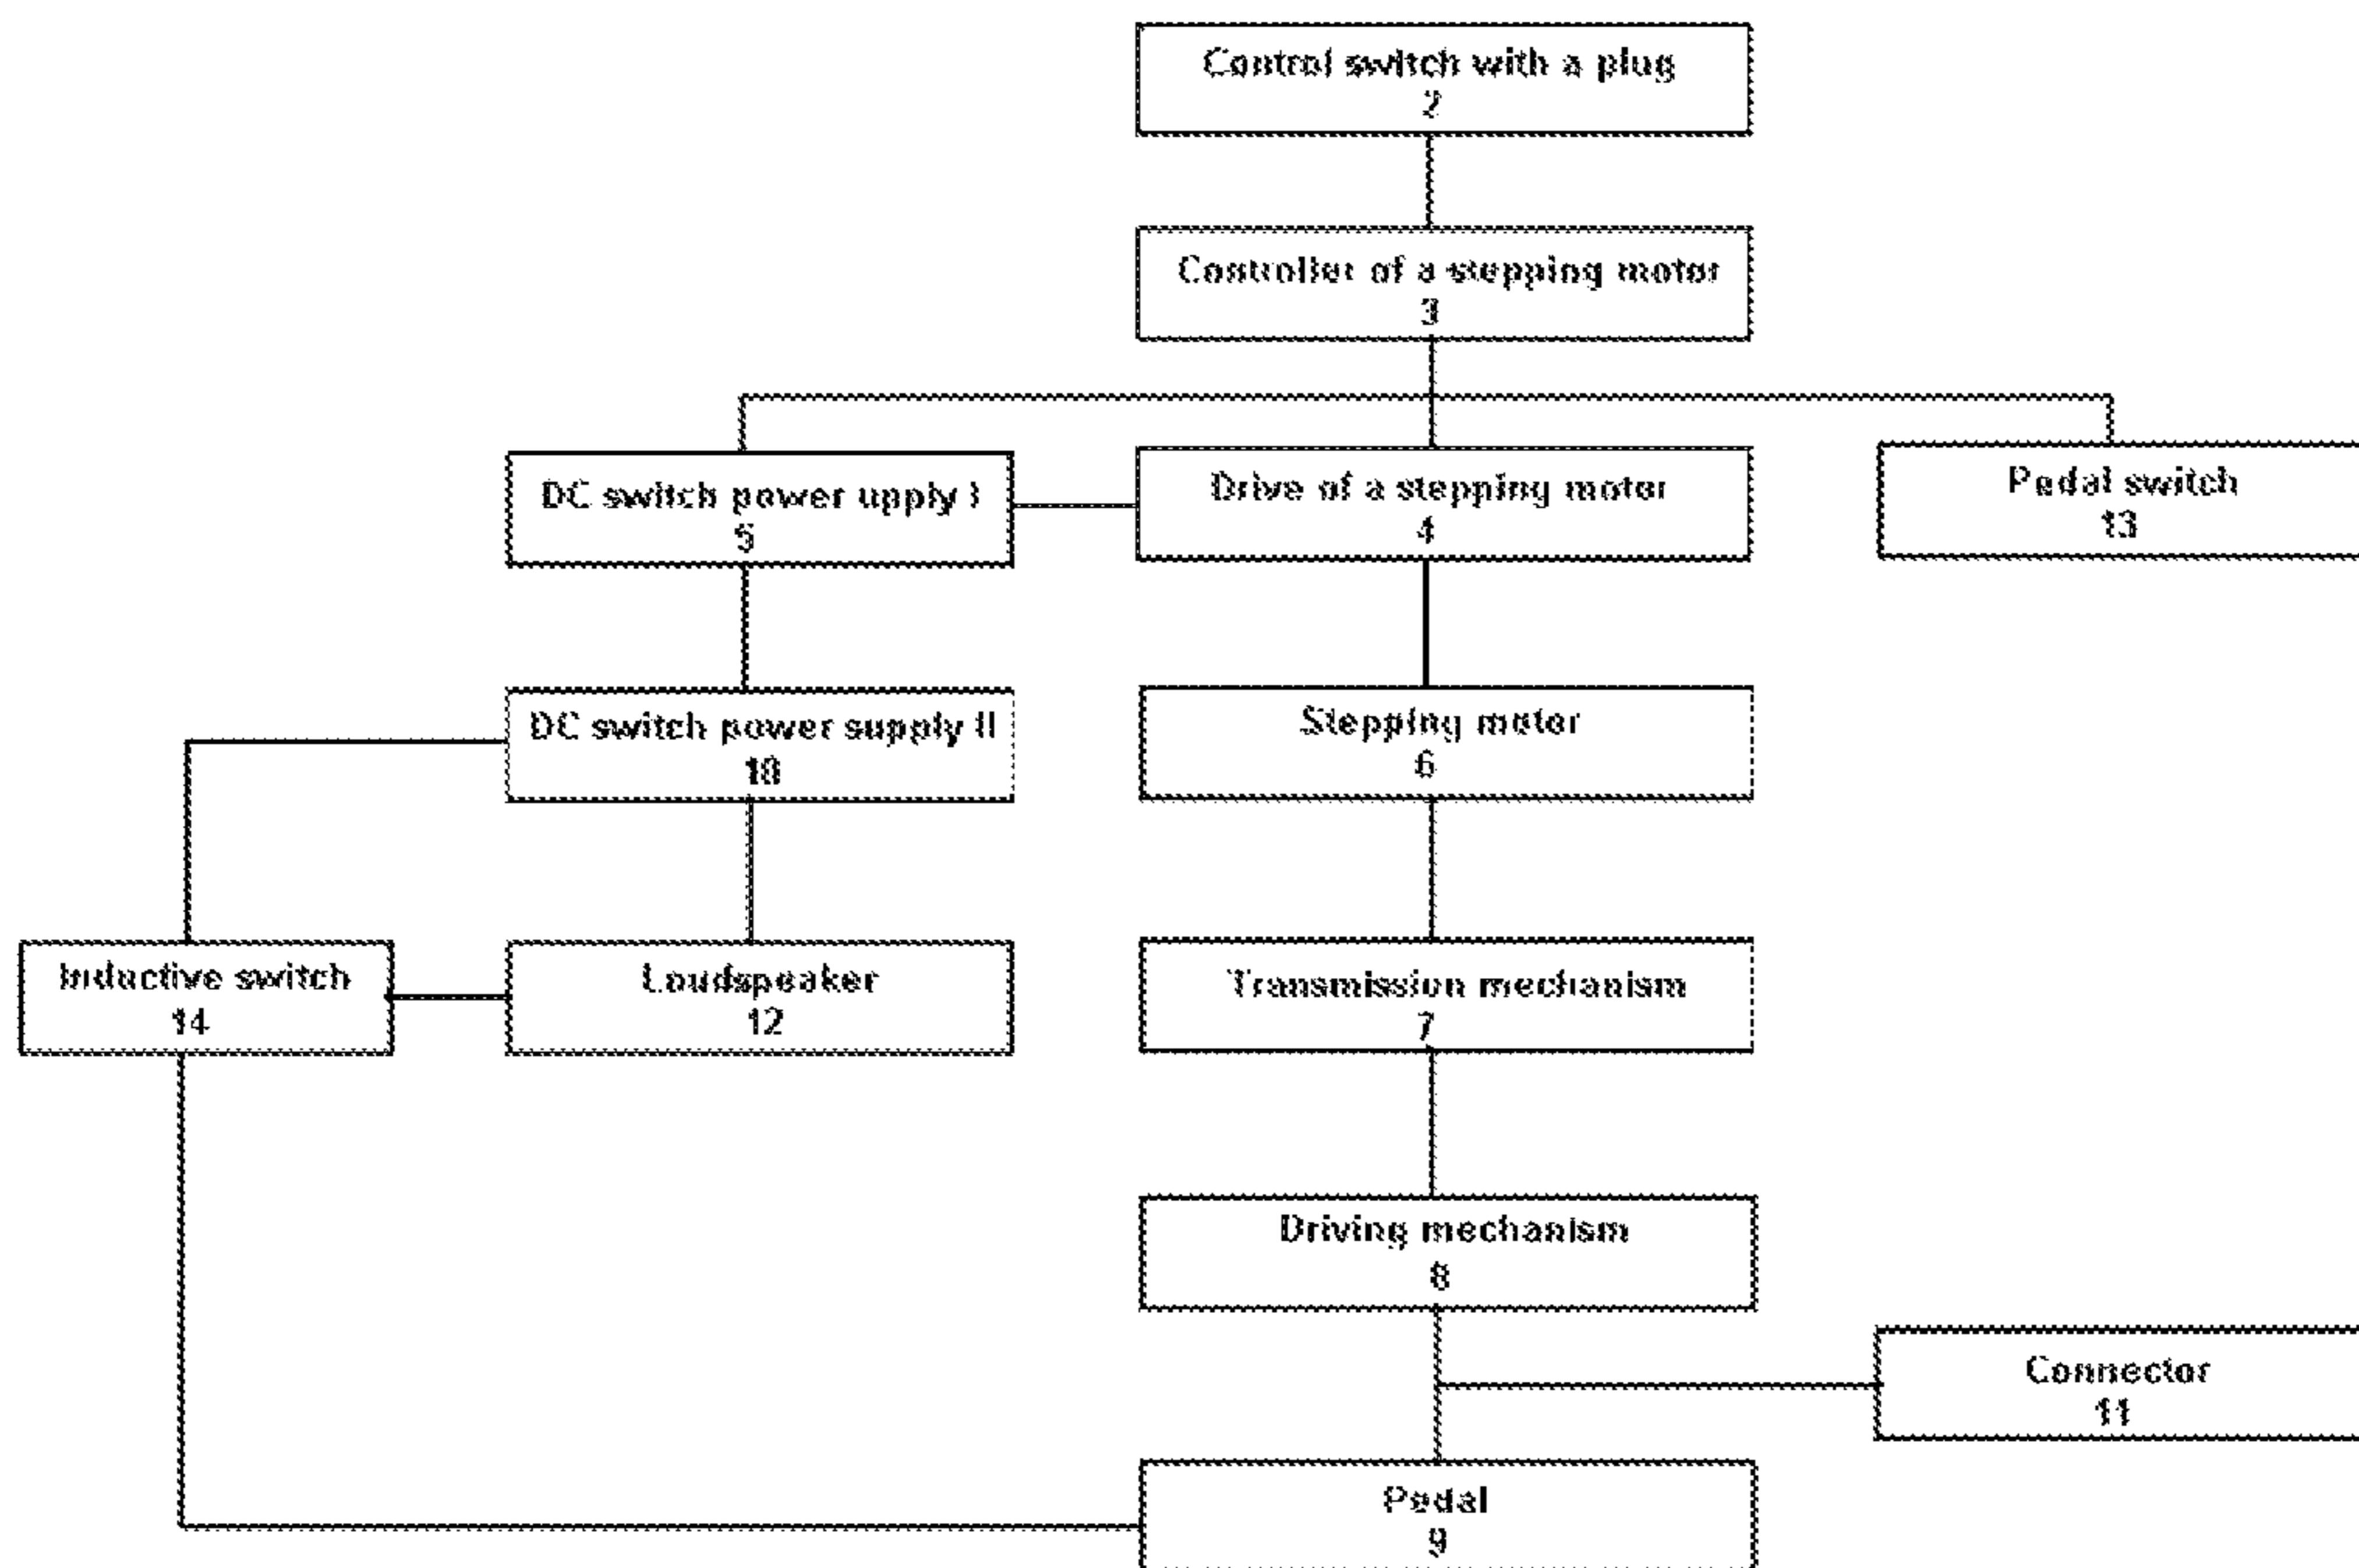 Control switch with a plug
2
Controller of a stepping motor
3
DC switch power upply I
5
Drive of a stepping motor
4
Pedal switch
13
DC switch power supply II
18
Stepping motor
6
Inductive switch
14
Loudspeaker
12
Transmission mechanism
7
Driving mechanism
8
Connector
11
Pedal
9